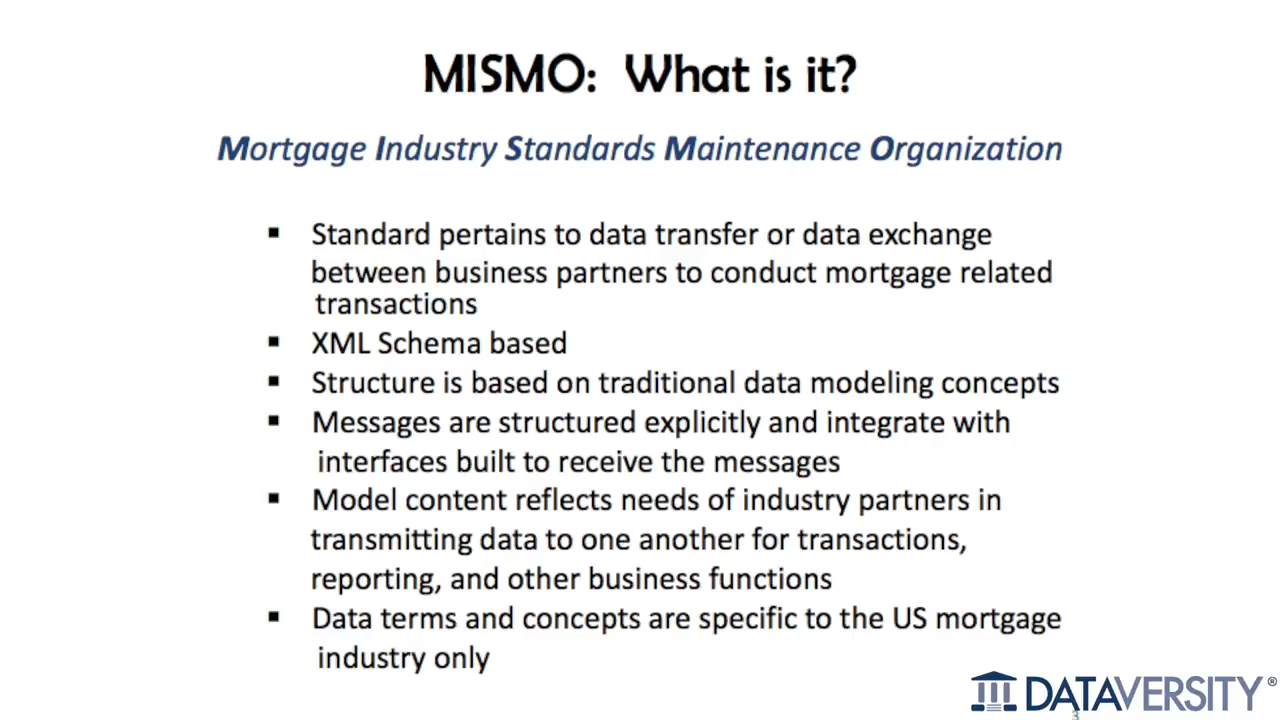 MISMO: What is it?
Mortgage Industry Standards Maintenance Organization
▪ Standard pertains to data transfer or data exchange
between business partners to conduct mortgage related
transactions
▪ XML Schema based
▪ Structure is based on traditional data modeling concepts
▪ Messages are structured explicitly and integrate with
interfaces built to receive the messages
▪ Model content reflects needs of industry partners in
transmitting data to one another for transactions,
reporting, and other business functions
▪ Data terms and concepts are specific to the US mortgage
industry only
DATAVERSITY®
3